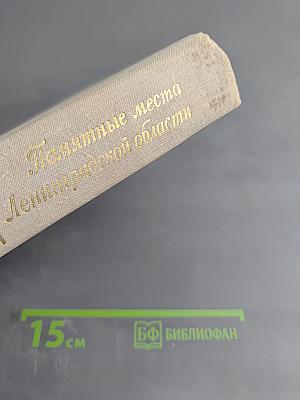 Памятные места
Ленинградской области
15 см
БФ БИБЛИОФАН